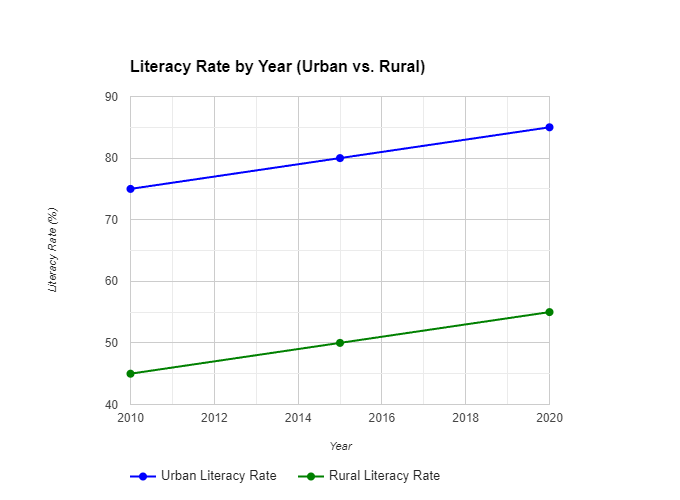 Literacy Rate by Year (Urban vs. Rural)
90
80
70
60
50
40
Literacy Rate (%)
2010 2012 2014 2016 2018 2020
Year
Urban Literacy Rate Rural Literacy Rate